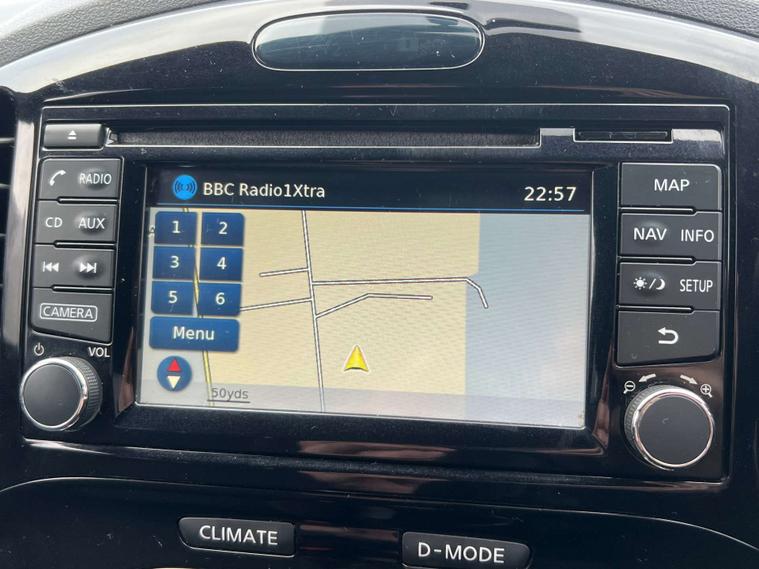 RADIO
CD AUX
CAMERA
VOL
BBC Radio1Xtra
22:57
1 2
3 4
5 6
Menu
50yds
MAP
NAV INFO
SETUP
CLIMATE
D-MODE